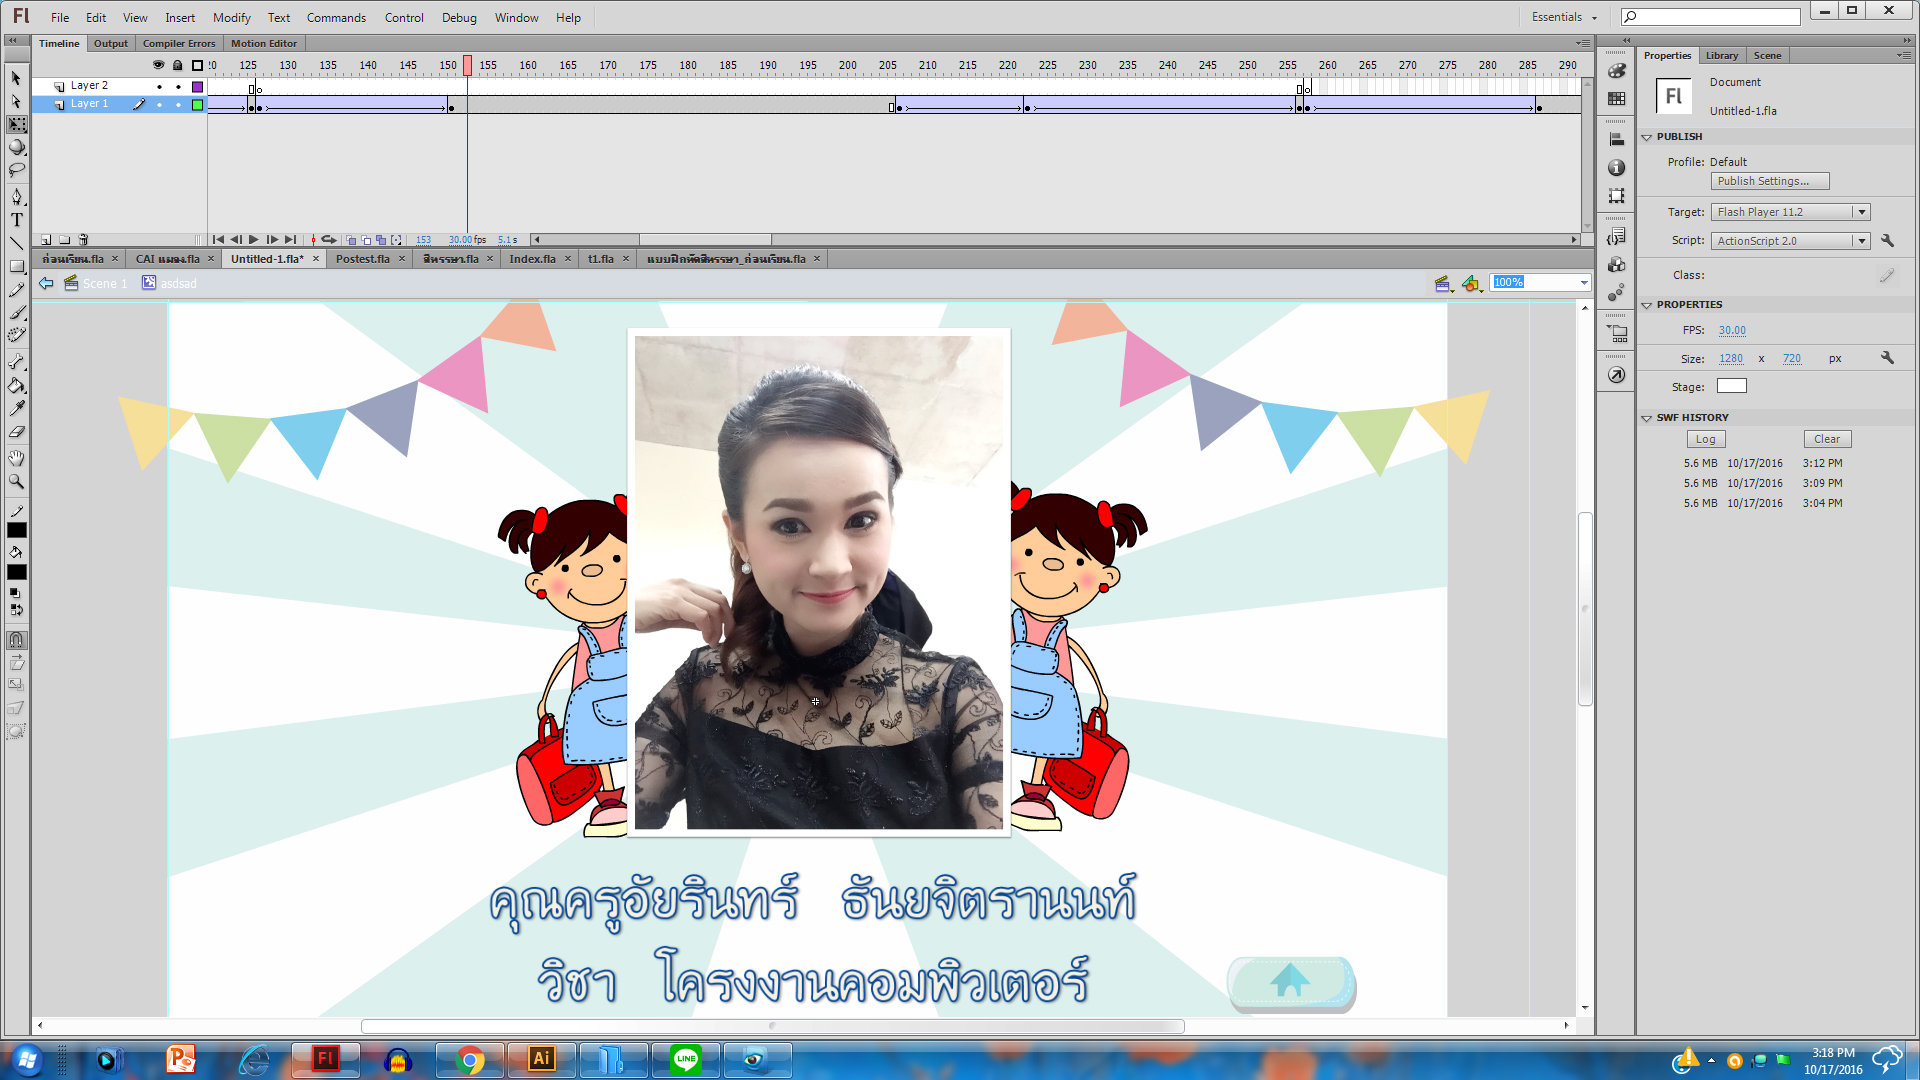 Fl File Edit View Insert Modify Text Commands Control Debug Window Help Essentials
Timeline Output Compiler Errors Motion Editor
20 125 130 135 140 145 150 155 160 165 170 175 180 185 190 195 200 205 210 215 220 225 230 235 240 245 250 255 260 265 270 275 280 285 290
Layer 2
Layer 1
153 30.00 fps 5.1 s
ก่อนเรียน.fla CAI แผลง.fla Untitled-1.fla* Postest.fla สีหรรษา.fla Index.fla t1.fla แบบฝึกหัดสีหรรษา_ก่อนเรียน.fla
Scene 1 asdsad 100%
Properties Library Scene
Fl
Document
Untitled-1.fla
PUBLISH
Profile: Default
Publish Settings...
Target: Flash Player 11.2
Script: ActionScript 2.0
Class:
PROPERTIES
FPS: 30.00
Size: 1280 x 720 px
Stage:
SWF HISTORY
Log Clear
5.6 MB 10/17/2016 3:12 PM
5.6 MB 10/17/2016 3:09 PM
5.6 MB 10/17/2016 3:04 PM
คุณครูอัยรินทร์ ธันยจิตรานนท์
วิชา โครงงานคอมพิวเตอร์
Fl Ai LINE
3:18 PM
10/17/2016